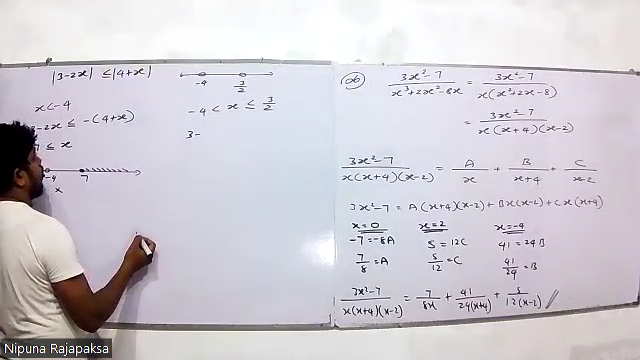 |3-2x| ≤ |4+x|
x<-4
-2x ≤ -(4+x)
7 ≤ x
-4 7
x
-4 3/2
-4 < x ≤ 3/2
3-
06 (3x²-7)/(x³+2x²-8x) = (3x²-7)/(x(x²+2x-8))
= (3x²-7)/(x(x+4)(x-2))
(3x²-7)/(x(x+4)(x-2)) = A/x + B/(x+4) + C/(x-2)
3x²-7 = A(x+4)(x-2) + Bx(x-2) + Cx(x+4)
x=0 x=2 x=-4
-7=-8A 5=12C 41=24B
7/8=A 5/12=C 41/24=B
(3x²-7)/(x(x+4)(x-2)) = 7/8x + 41/24(x+4) + 5/12(x-2)
Nipuna Rajapaksa